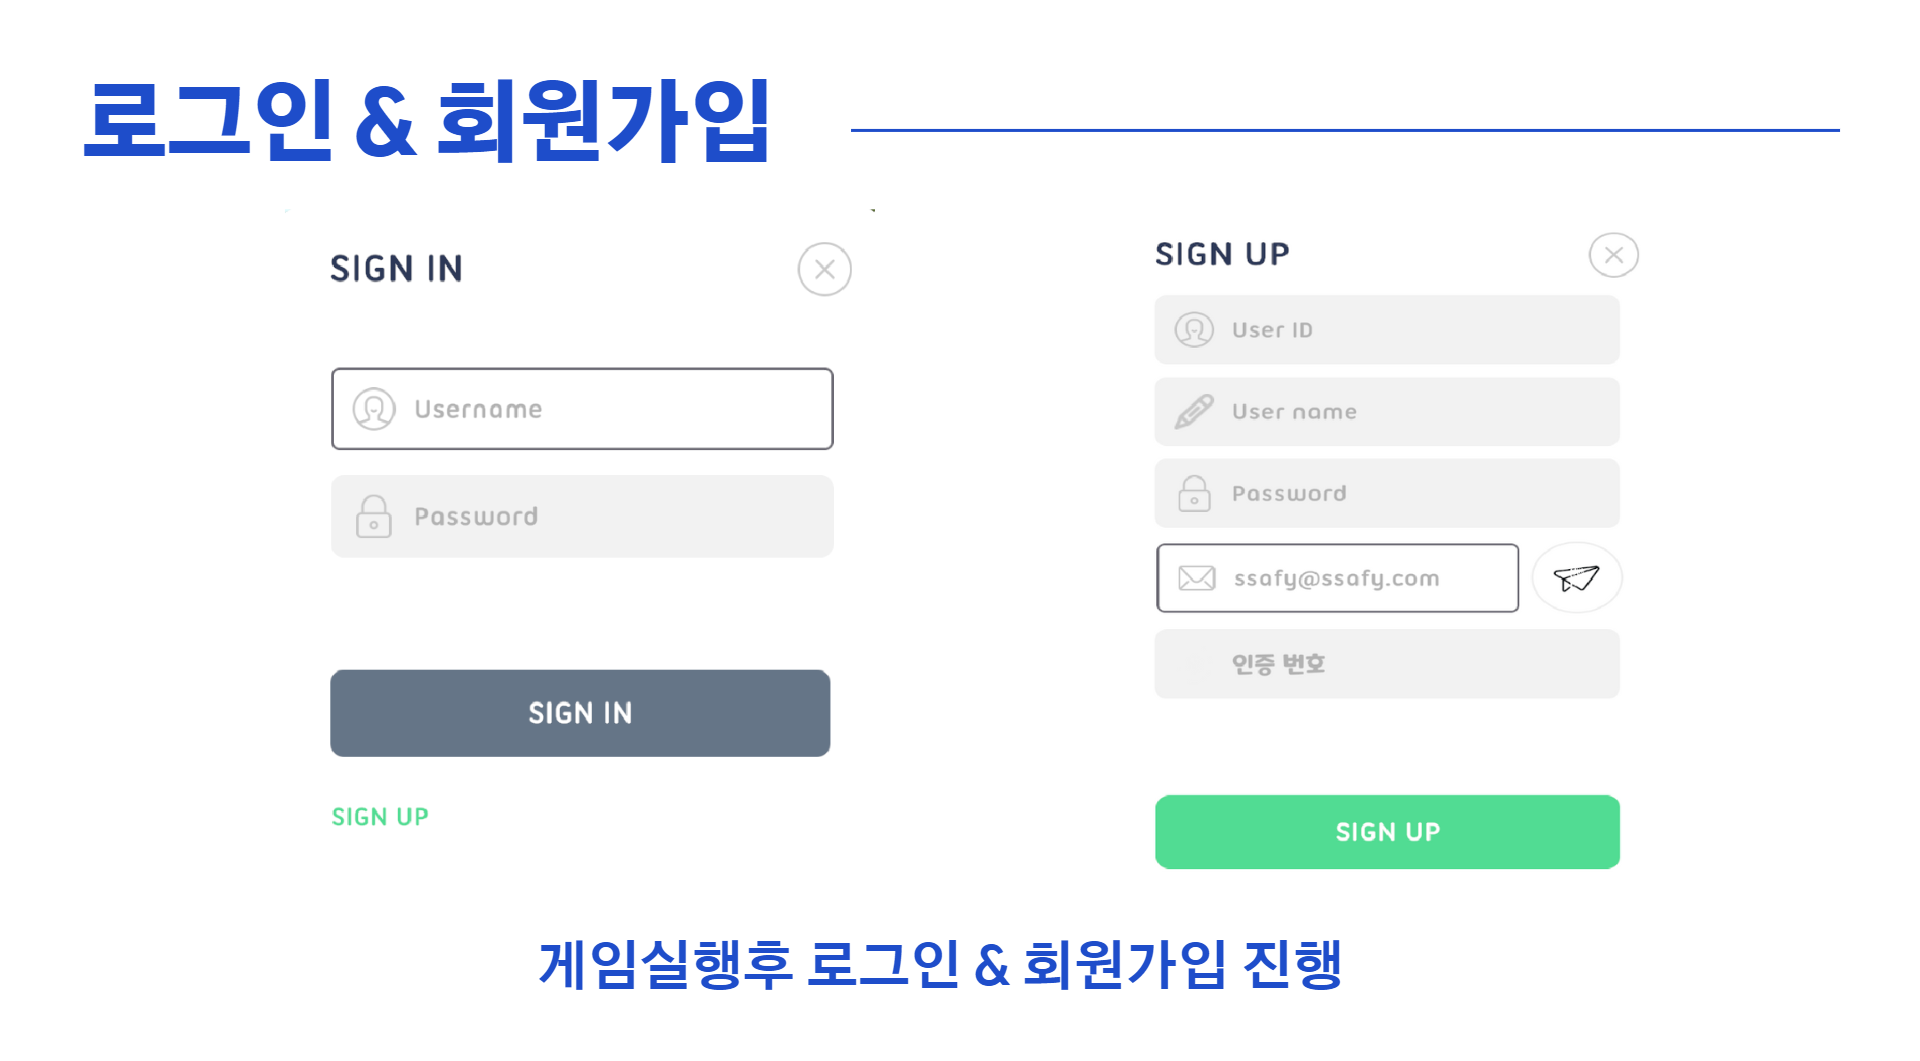 로그인 & 회원가입
SIGN IN
Username
Password
SIGN IN
SIGN UP
SIGN UP
User ID
User name
Password
ssafy@ssafy.com
인증 번호
SIGN UP
게임실행후 로그인 & 회원가입 진행